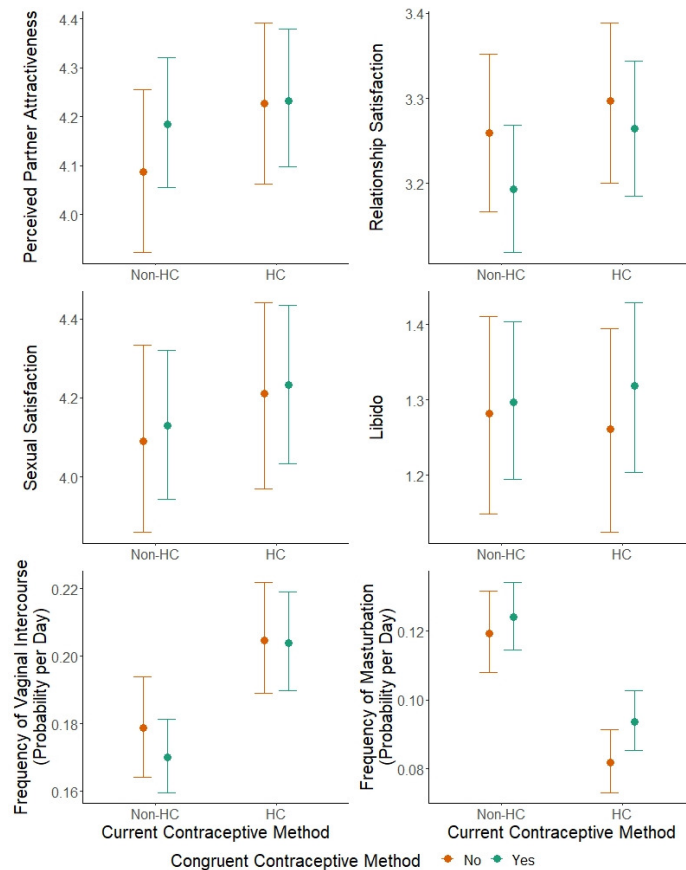 Perceived Partner Attractiveness
4.4
4.3
4.2
4.1
4.0
Non-HC HC
Relationship Satisfaction
3.4
3.3
3.2
Non-HC HC
Sexual Satisfaction
4.4
4.2
4.0
Non-HC HC
Libido
1.4
1.3
1.2
Non-HC HC
Frequency of Vaginal Intercourse
(Probability per Day)
0.22
0.20
0.18
0.16
Non-HC HC
Current Contraceptive Method
Frequency of Masturbation
(Probability per Day)
0.12
0.10
0.08
Non-HC HC
Current Contraceptive Method
Congruent Contraceptive Method No Yes